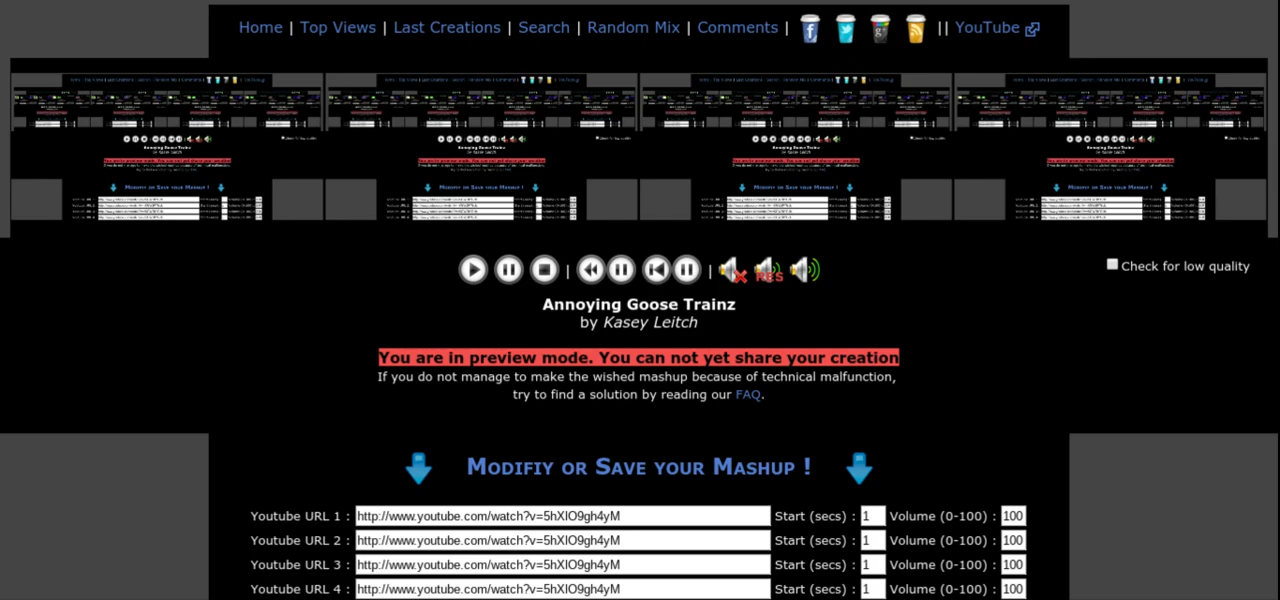 Home | Top Views | Last Creations | Search | Random Mix | Comments | || YouTube
| | RES Check for low quality
Annoying Goose Trainz
by Kasey Leitch
You are in preview mode. You can not yet share your creation
If you do not manage to make the wished mashup because of technical malfunction,
try to find a solution by reading our FAQ.
Modifiy or Save your Mashup !
Youtube URL 1 : http://www.youtube.com/watch?v=5hXlO9gh4yM Start (secs) : 1 Volume (0-100) : 100
Youtube URL 2 : http://www.youtube.com/watch?v=5hXlO9gh4yM Start (secs) : 1 Volume (0-100) : 100
Youtube URL 3 : http://www.youtube.com/watch?v=5hXlO9gh4yM Start (secs) : 1 Volume (0-100) : 100
Youtube URL 4 : http://www.youtube.com/watch?v=5hXlO9gh4yM Start (secs) : 1 Volume (0-100) : 100